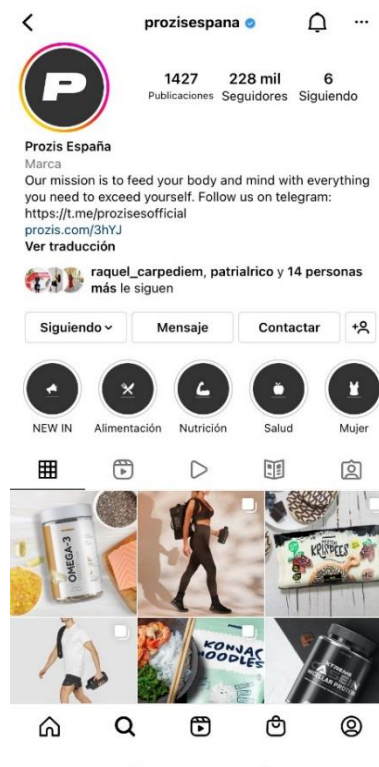 prozisespana
1427 228 mil 6
Publicaciones Seguidores Siguiendo
Prozis España
Marca
Our mission is to feed your body and mind with everything
you need to exceed yourself. Follow us on telegram:
https://t.me/prozisesofficial
prozis.com/3hYJ
Ver traducción
raquel_carpediem, patrialrico y 14 personas
más le siguen
Siguiendo Mensaje Contactar
NEW IN Alimentación Nutrición Salud Mujer
OMEGA-3
KRISPEES
KONJAC
NOODLES
XTREME
MICELLAR PROTEIN